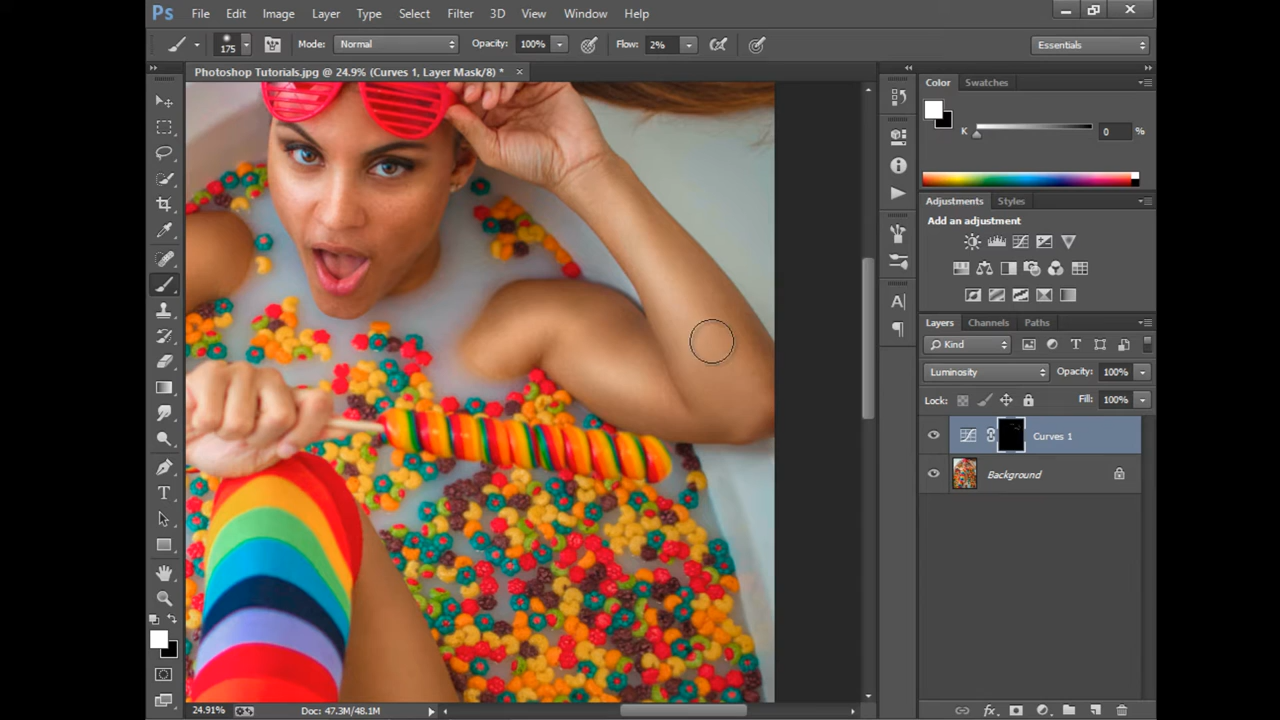 Ps File Edit Image Layer Type Select Filter 3D View Window Help
175 Mode: Normal Opacity: 100% Flow: 2% Essentials
Photoshop Tutorials.jpg @ 24.9% (Curves 1, Layer Mask/8) * ×
Color Swatches
K 0 %
Adjustments Styles
Add an adjustment
Layers Channels Paths
Kind T
Luminosity Opacity: 100%
Lock: Fill: 100%
Curves 1
Background
A
T
fx
24.91% Doc: 47.3M/48.1M